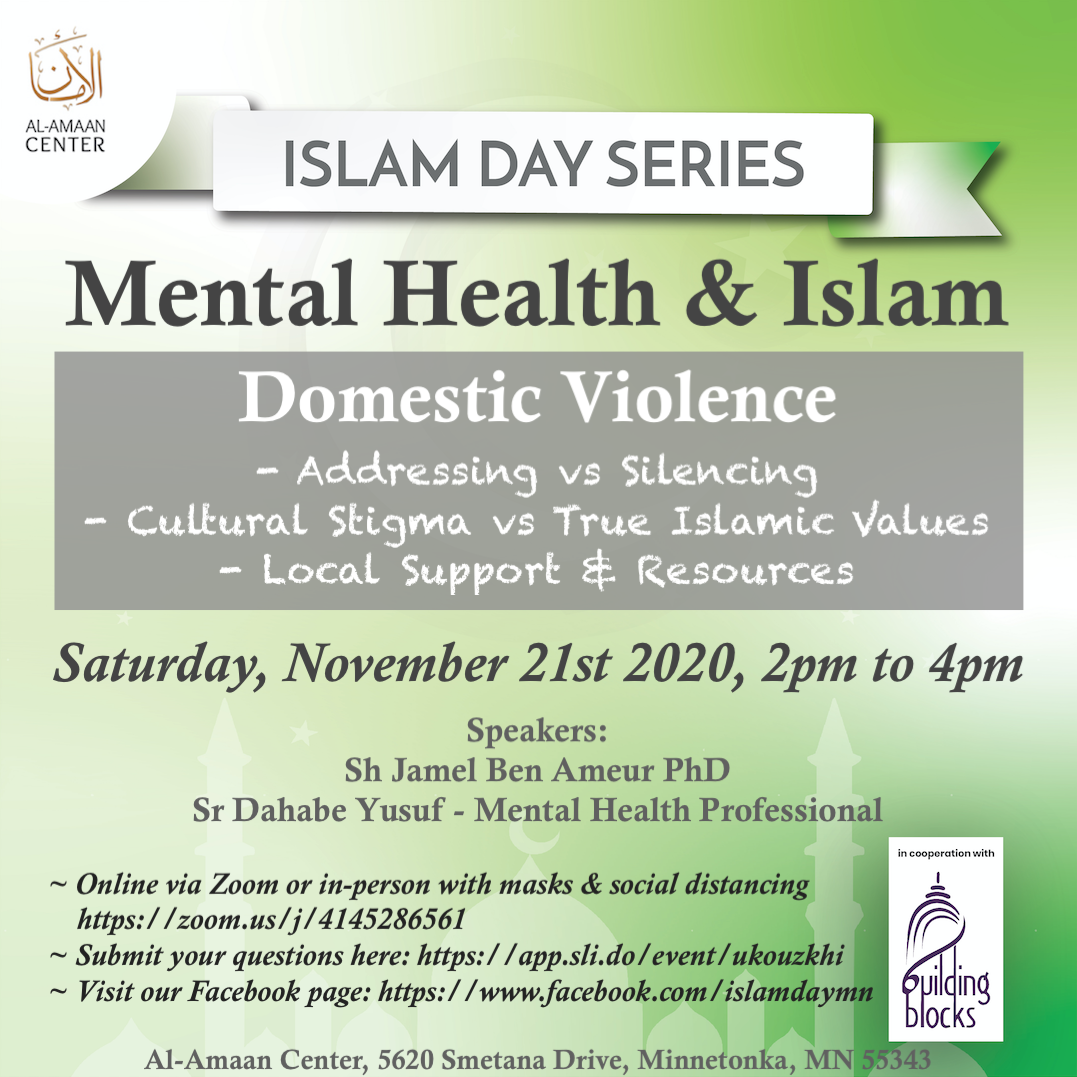 الأمان
AL-AMAAN
CENTER
ISLAM DAY SERIES
Mental Health & Islam
Domestic Violence
- Addressing vs Silencing
- Cultural Stigma vs True Islamic Values
- Local Support & Resources
Saturday, November 21st 2020, 2pm to 4pm
Speakers:
Sh Jamel Ben Ameur PhD
Sr Dahabe Yusuf - Mental Health Professional
~ Online via Zoom or in-person with masks & social distancing
https://zoom.us/j/4145286561
~ Submit your questions here: https://app.sli.do/event/ukouzkhi
~ Visit our Facebook page: https://www.facebook.com/islamdaymn
in cooperation with
Building
blocks
Al-Amaan Center, 5620 Smetana Drive, Minnetonka, MN 55343